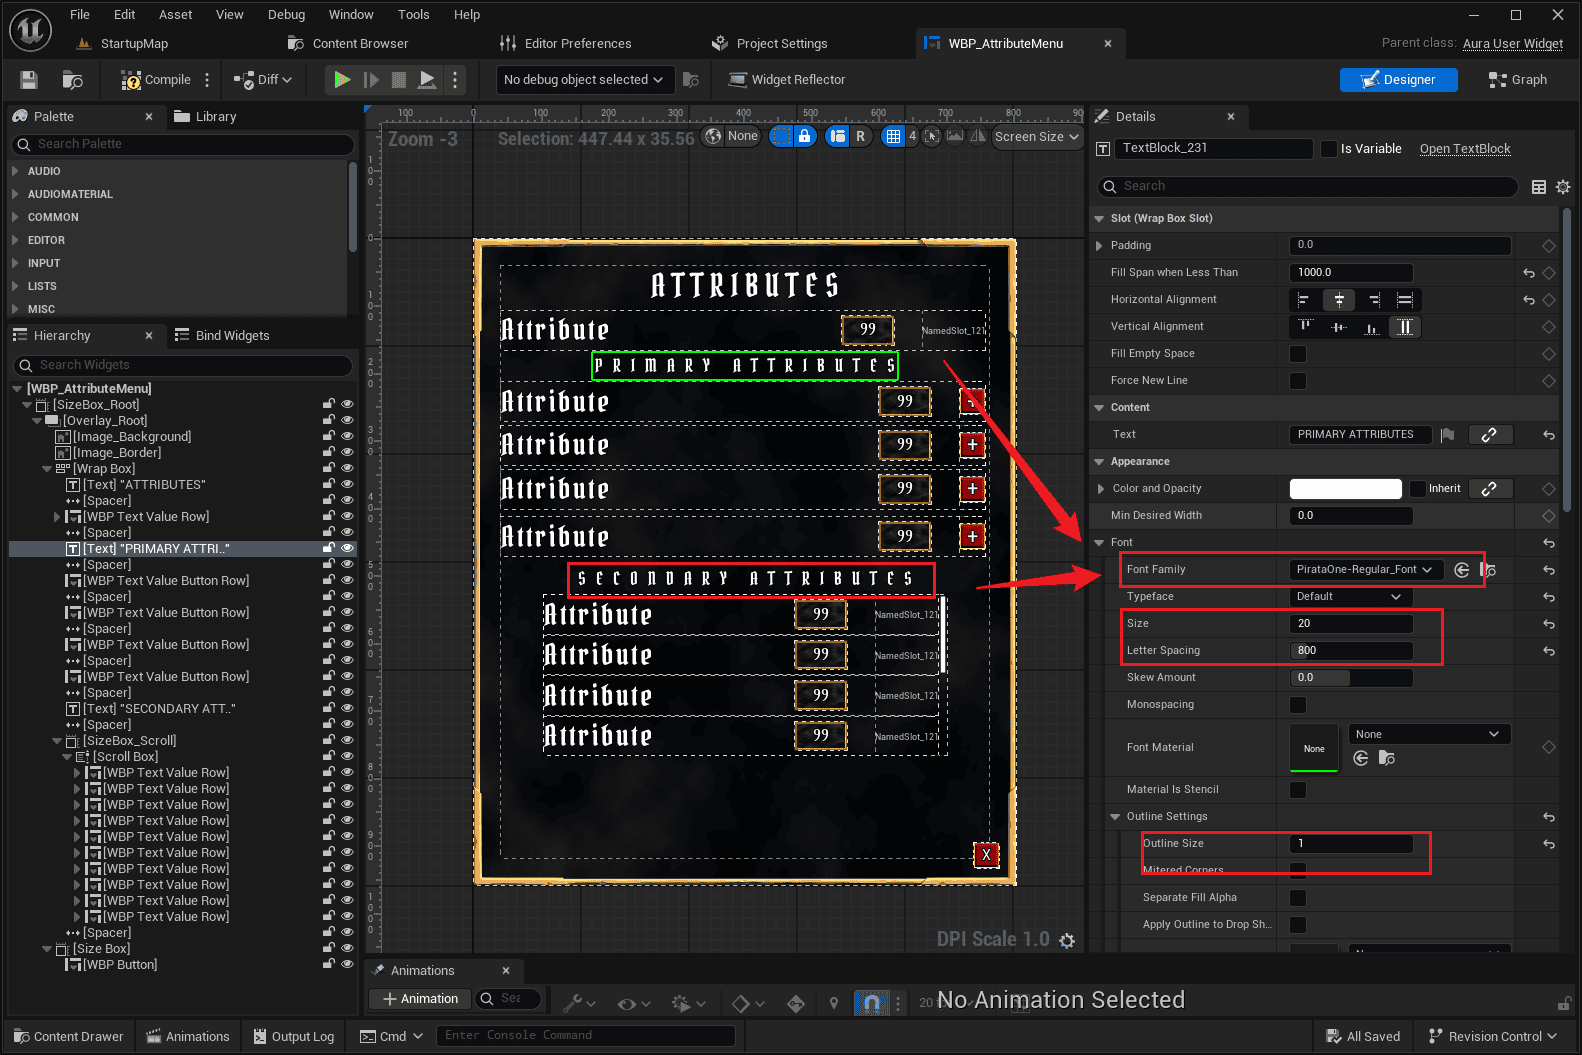 File Edit Asset View Debug Window Tools Help
StartupMap Content Browser Editor Preferences Project Settings WBP_AttributeMenu
Parent class: Aura User Widget
Compile Diff No debug object selected Widget Reflector Designer Graph
Palette Library
Search Palette
AUDIO
AUDIOMATERIAL
COMMON
EDITOR
INPUT
LISTS
MISC
Hierarchy Bind Widgets
Search Widgets
[WBP_AttributeMenu]
[SizeBox_Root]
[Overlay_Root]
[Image_Background]
[Image_Border]
[Wrap Box]
[Text] "ATTRIBUTES"
[Spacer]
[WBP Text Value Row]
[Spacer]
[Text] "PRIMARY ATTRI.."
[Spacer]
[WBP Text Value Button Row]
[Spacer]
[WBP Text Value Button Row]
[Spacer]
[WBP Text Value Button Row]
[Spacer]
[WBP Text Value Button Row]
[Spacer]
[Text] "SECONDARY ATT.."
[Spacer]
[SizeBox_Scroll]
[Scroll Box]
[WBP Text Value Row]
[WBP Text Value Row]
[WBP Text Value Row]
[WBP Text Value Row]
[WBP Text Value Row]
[WBP Text Value Row]
[WBP Text Value Row]
[WBP Text Value Row]
[WBP Text Value Row]
[WBP Text Value Row]
[Spacer]
[Size Box]
[WBP Button]
100 0 100 200 300 400 500 600 700 800
Zoom -3 Selection: 447.44 x 35.56 None R 4 Screen Size
ATTRIBUTES
Attribute 99 NamedSlot_121
PRIMARY ATTRIBUTES
Attribute 99 +
Attribute 99 +
Attribute 99 +
Attribute 99 +
SECONDARY ATTRIBUTES
Attribute 99 NamedSlot_121
Attribute 99 NamedSlot_121
Attribute 99 NamedSlot_121
Attribute 99 NamedSlot_121
X
DPI Scale 1.0
Details
TextBlock_231 Is Variable Open TextBlock
Search
Slot (Wrap Box Slot)
Padding 0.0
Fill Span when Less Than 1000.0
Horizontal Alignment
Vertical Alignment
Fill Empty Space
Force New Line
Content
Text PRIMARY ATTRIBUTES
Appearance
Color and Opacity Inherit
Min Desired Width 0.0
Font
Font Family PirataOne-Regular_Font
Typeface Default
Size 20
Letter Spacing 800
Skew Amount 0.0
Monospacing
Font Material None None
Material Is Stencil
Outline Settings
Outline Size 1
Mitered Corners
Separate Fill Alpha
Apply Outline to Drop Sh...
Animations
+ Animation Sea
No Animation Selected
Content Drawer Animations Output Log Cmd Enter Console Command All Saved Revision Control